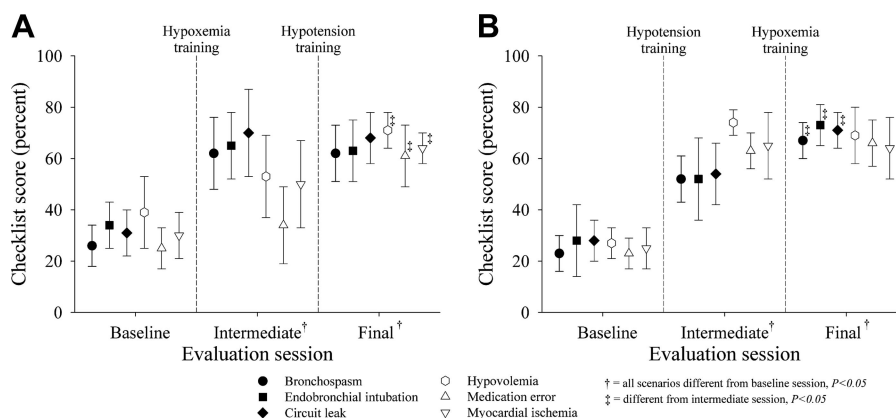 A
Hypoxemia
training
Hypotension
training
100
80
60
40
20
0
Checklist score (percent)
‡
‡
‡
Baseline
Intermediate†
Final†
Evaluation session
B
Hypotension
training
Hypoxemia
training
100
80
60
40
20
0
Checklist score (percent)
‡
‡
‡
Baseline
Intermediate†
Final†
Evaluation session
Bronchospasm
Endobronchial intubation
Circuit leak
Hypovolemia
Medication error
Myocardial ischemia
† = all scenarios different from baseline session, P<0.05
‡ = different from intermediate session, P<0.05